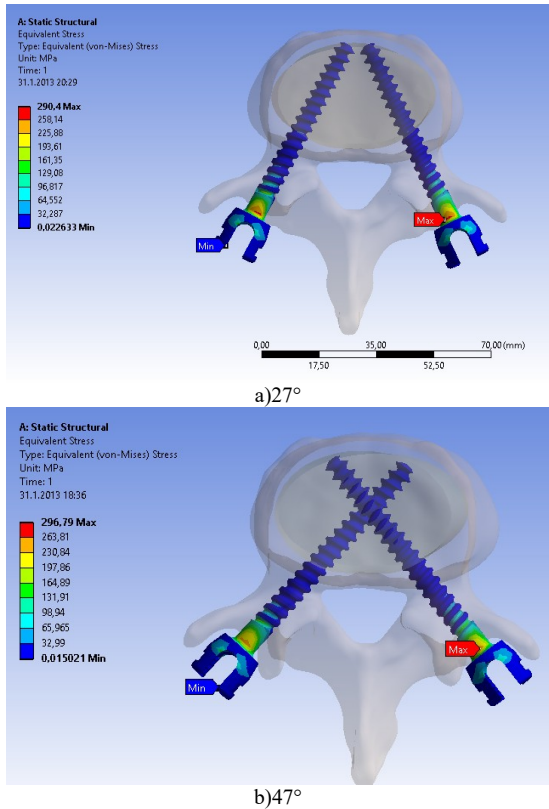 A: Static Structural
Equivalent Stress
Type: Equivalent (von-Mises) Stress
Unit: MPa
Time: 1
31.1.2013 20:29
290,4 Max
258,14
225,88
193,61
161,35
129,08
96,817
64,552
32,287
0,022633 Min
Max
Min
0,00 35,00 70,00 (mm)
17,50 52,50
a)27°
A: Static Structural
Equivalent Stress
Type: Equivalent (von-Mises) Stress
Unit: MPa
Time: 1
31.1.2013 18:36
296,79 Max
263,81
230,84
197,86
164,89
131,91
98,94
65,965
32,99
0,015021 Min
Max
Min
b)47°